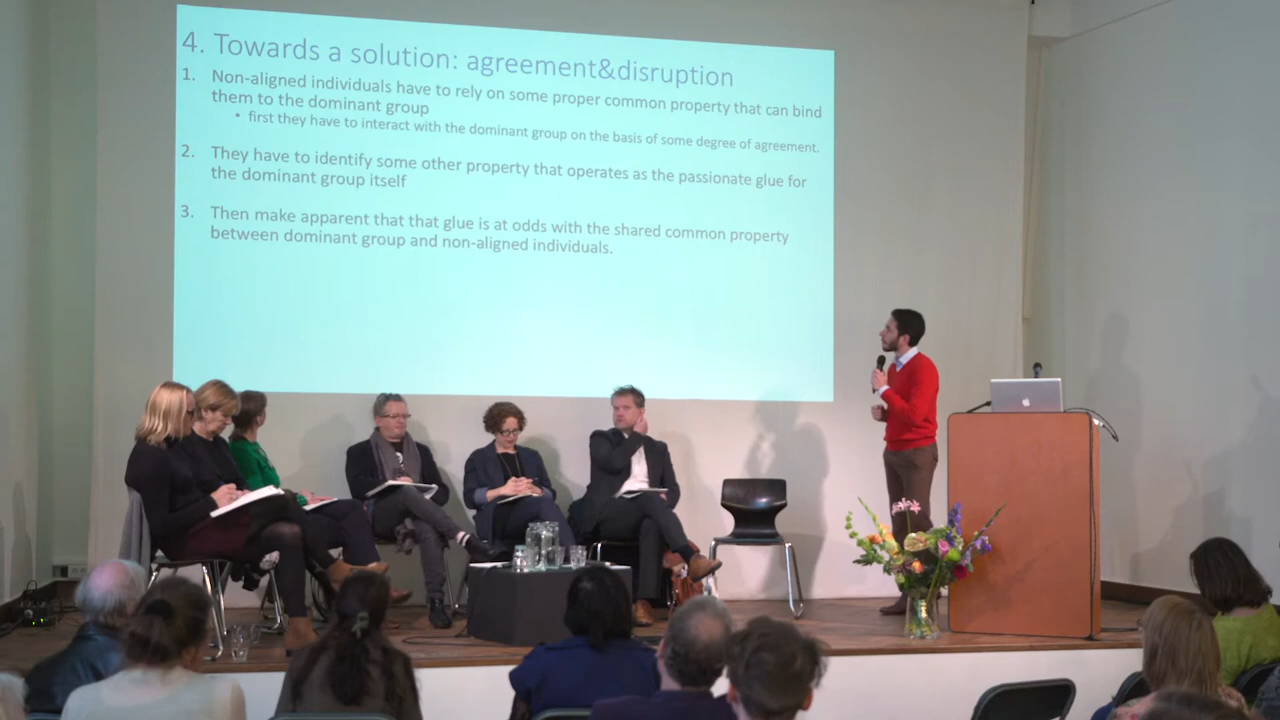 4. Towards a solution: agreement&disruption
1. Non-aligned individuals have to rely on some proper common property that can bind
them to the dominant group
• first they have to interact with the dominant group on the basis of some degree of agreement.
2. They have to identify some other property that operates as the passionate glue for
the dominant group itself
3. Then make apparent that that glue is at odds with the shared common property
between dominant group and non-aligned individuals.